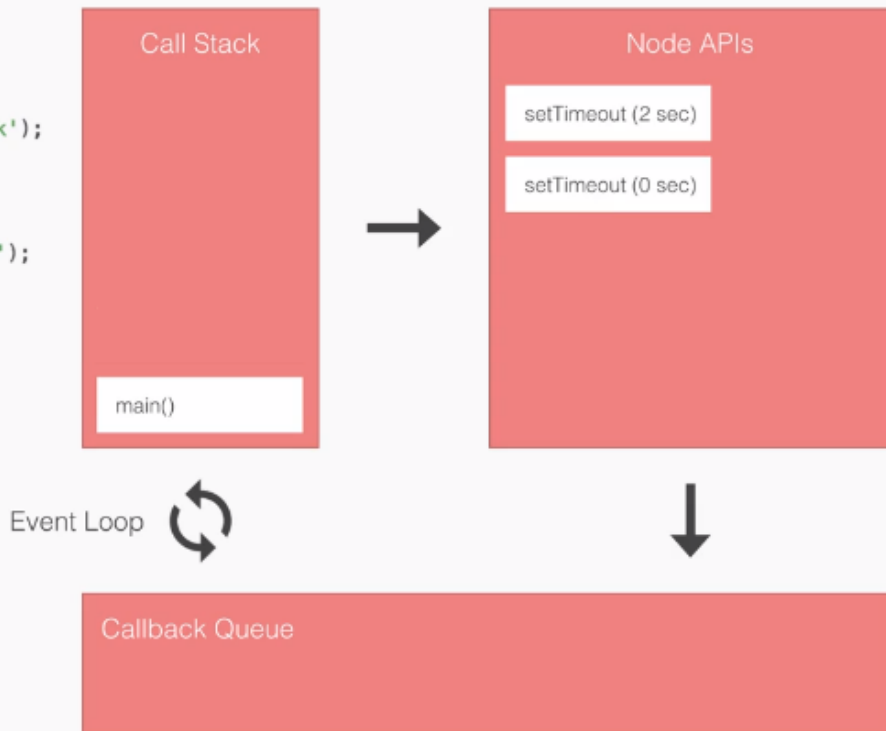 Call Stack
Node APIs
setTimeout (2 sec)
');
setTimeout (0 sec)
');
main()
Event Loop
Callback Queue